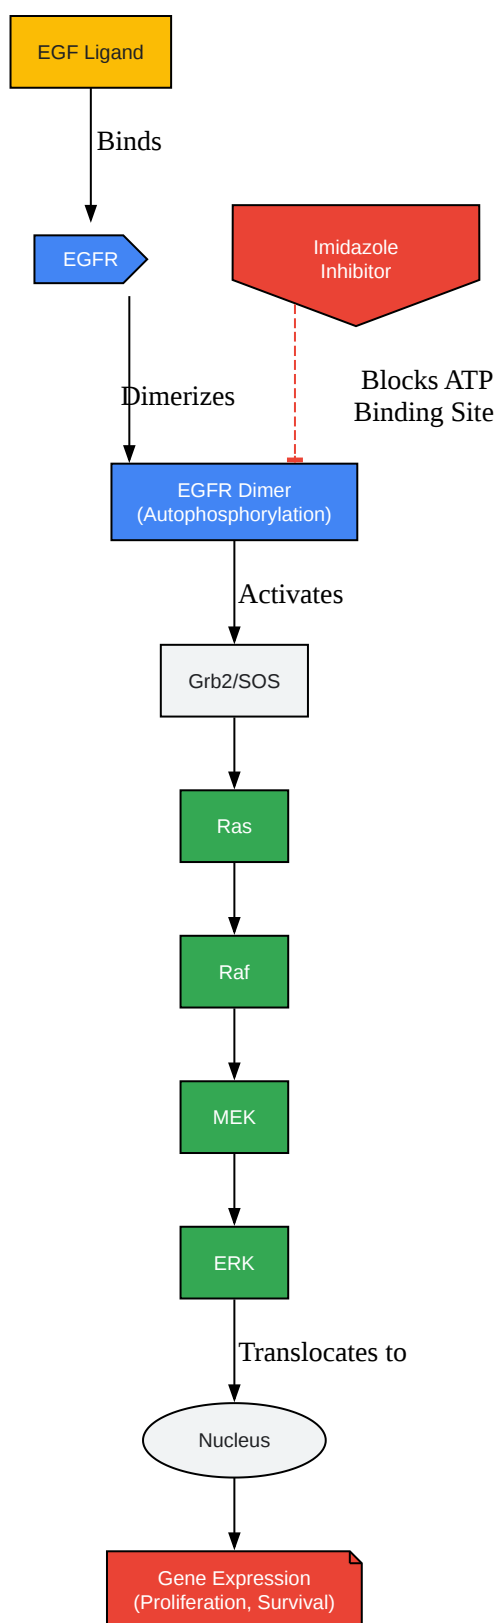 EGF Ligand
Binds
EGFR
Imidazole
Inhibitor
Dimerizes
Blocks ATP
Binding Site
EGFR Dimer
(Autophosphorylation)
Activates
Grb2/SOS
Ras
Raf
MEK
ERK
Translocates to
Nucleus
Gene Expression
(Proliferation, Survival)